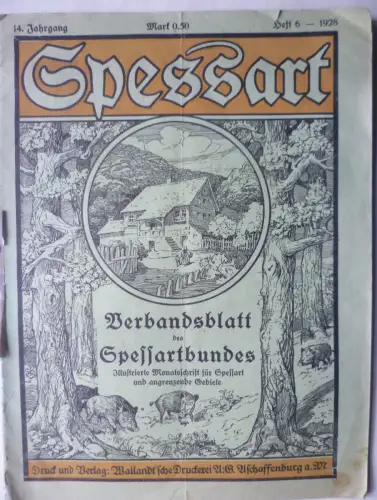 14. Jahrgang Mark 0.50 Heft 6 — 1928
Spessart
Verbandsblatt
des
Spessartbundes
Illustrierte Monatsschrift für Spessart
und angrenzende Gebiete
Druck und Verlag: Wailandt'sche Druckerei A.G. Aschaffenburg a.M